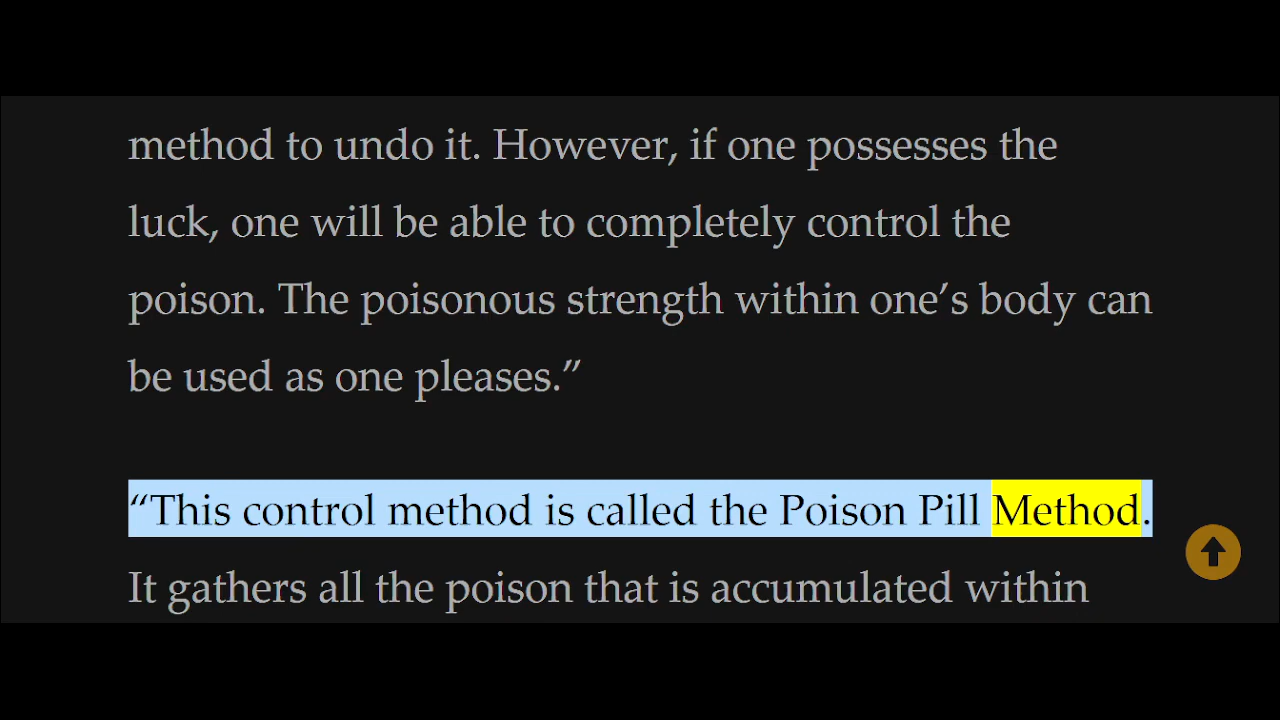 method to undo it. However, if one possesses the
luck, one will be able to completely control the
poison. The poisonous strength within one’s body can
be used as one pleases.”
“This control method is called the Poison Pill Method.
It gathers all the poison that is accumulated within